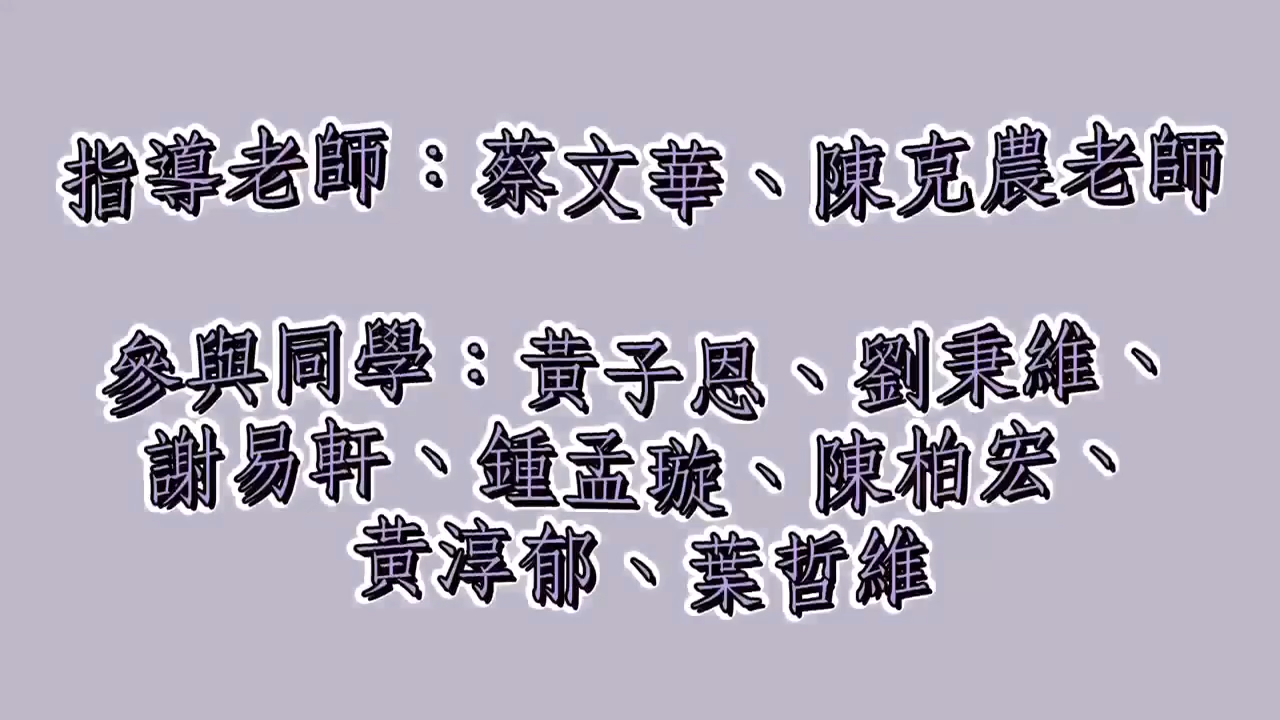 指導老師：蔡文華、陳克農老師
參與同學：黃子恩、劉秉維、
謝易軒、鍾孟璇、陳柏宏、
黃淳郁、葉哲維